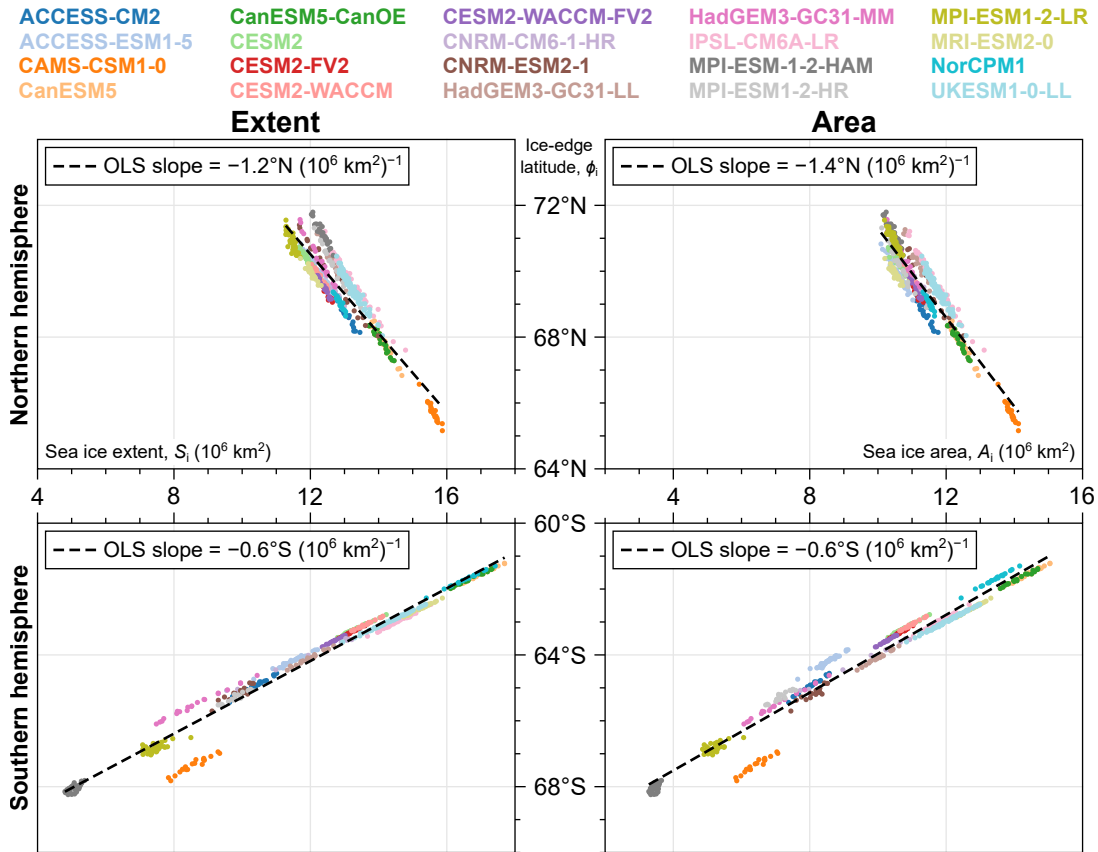 ACCESS-CM2 CanESM5-CanOE CESM2-WACCM-FV2 HadGEM3-GC31-MM MPI-ESM1-2-LR
ACCESS-ESM1-5 CESM2 CNRM-CM6-1-HR IPSL-CM6A-LR MRI-ESM2-0
CAMS-CSM1-0 CESM2-FV2 CNRM-ESM2-1 MPI-ESM-1-2-HAM NorCPM1
CanESM5 CESM2-WACCM HadGEM3-GC31-LL MPI-ESM1-2-HR UKESM1-0-LL
Extent Area
OLS slope = −1.2°N (10⁶ km²)⁻¹
Ice-edge
latitude, ϕᵢ
OLS slope = −1.4°N (10⁶ km²)⁻¹
72°N
Northern hemisphere
68°N
Sea ice extent, Sᵢ (10⁶ km²)
Sea ice area, Aᵢ (10⁶ km²)
64°N
4 8 12 16 4 8 12 16
60°S
OLS slope = −0.6°S (10⁶ km²)⁻¹
OLS slope = −0.6°S (10⁶ km²)⁻¹
Southern hemisphere
64°S
68°S